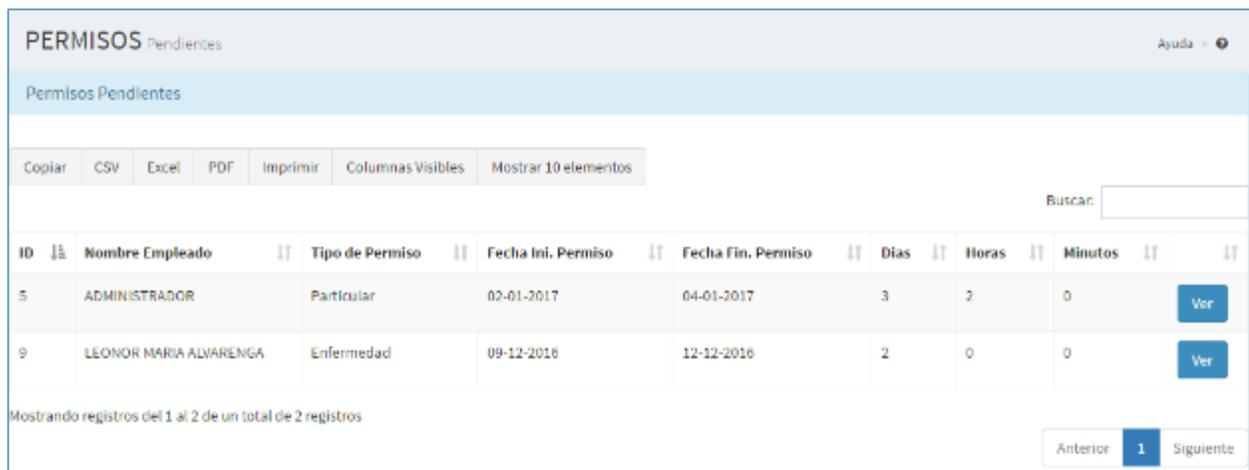 PERMISOS Pendientes
Ayuda >
Permisos Pendientes
Copiar CSV Excel PDF Imprimir Columnas Visibles Mostrar 10 elementos
Buscar:
ID Nombre Empleado Tipo de Permiso Fecha Ini. Permiso Fecha Fin. Permiso Dias Horas Minutos
5 ADMINISTRADOR Particular 02-01-2017 04-01-2017 3 2 0 Ver
9 LEONOR MARIA ALVARENGA Enfermedad 09-12-2016 12-12-2016 2 0 0 Ver
Mostrando registros del 1 al 2 de un total de 2 registros
Anterior 1 Siguiente